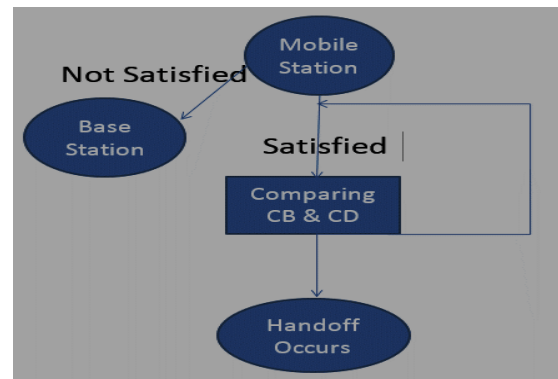 Mobile
Station
Not Satisfied
Base
Station
Satisfied
Comparing
CB & CD
Handoff
Occurs